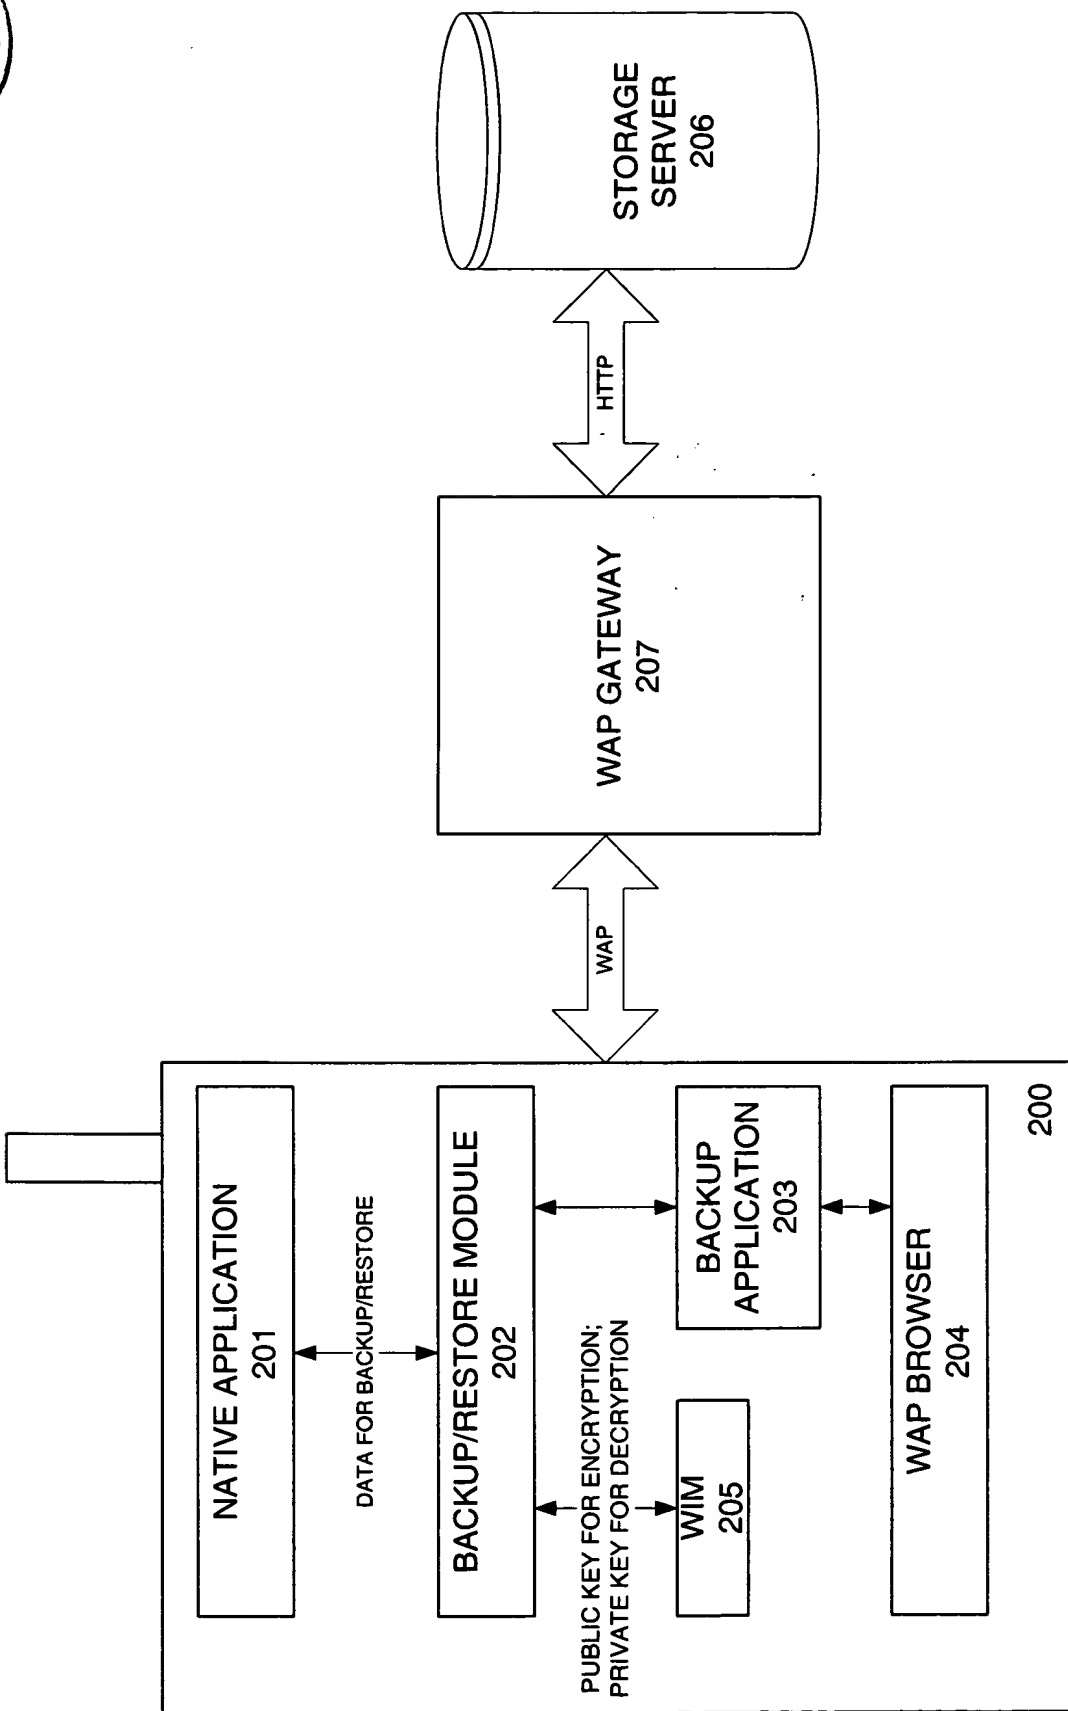 NATIVE APPLICATION
201
DATA FOR BACKUP/RESTORE
BACKUP/RESTORE MODULE
202
PUBLIC KEY FOR ENCRYPTION;
PRIVATE KEY FOR DECRYPTION
WIM
205
BACKUP
APPLICATION
203
WAP BROWSER
204
200
WAP
WAP GATEWAY
207
HTTP
STORAGE
SERVER
206